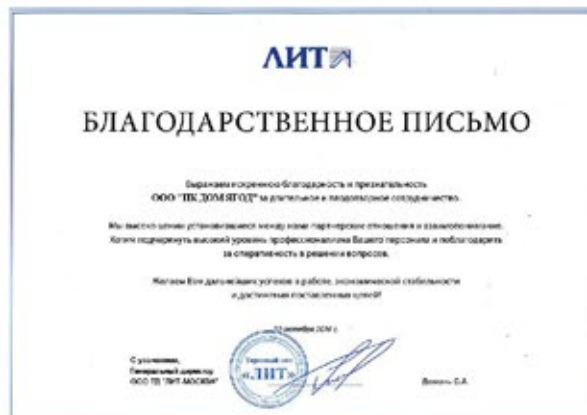 ЛИТ
БЛАГОДАРСТВЕННОЕ ПИСЬМО
Выражаем искреннюю благодарность и признательность
ООО "ПК ДОМ ЯГОД" за длительное и плодотворное сотрудничество.
Мы высоко ценим установившиеся между нами партнерские отношения и взаимопонимание.
Хотим подчеркнуть высокий уровень профессионализма Вашего персонала и поблагодарить
за оперативность в решении вопросов.
Желаем Вам дальнейших успехов в работе, экономической стабильности
и достижения поставленных целей!
С уважением,
Генеральный директор
ООО ТД "ЛИТ-МОСКВА"
Торговый дом
«ЛИТ»
С.А.